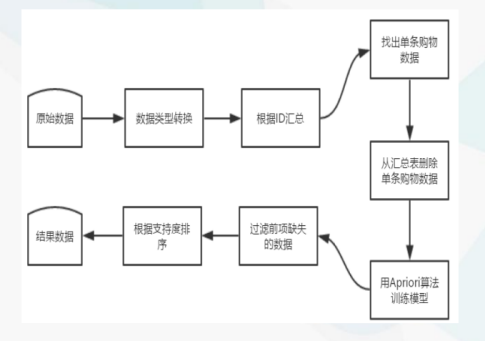 原始数据
数据类型转换
根据ID汇总
找出单条购物
数据
从汇总表删除
单条购物数据
用Apriori算法
训练模型
过滤前项缺失
的数据
根据支持度排
序
结果数据